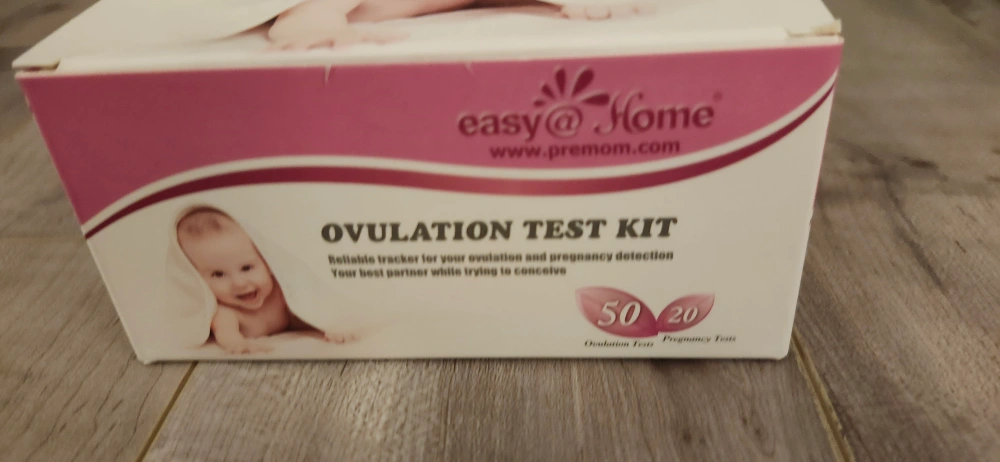 easy@Home®
www.premom.com
OVULATION TEST KIT
Reliable tracker for your ovulation and pregnancy detection
Your best partner while trying to conceive
50 20
Ovulation Tests Pregnancy Tests